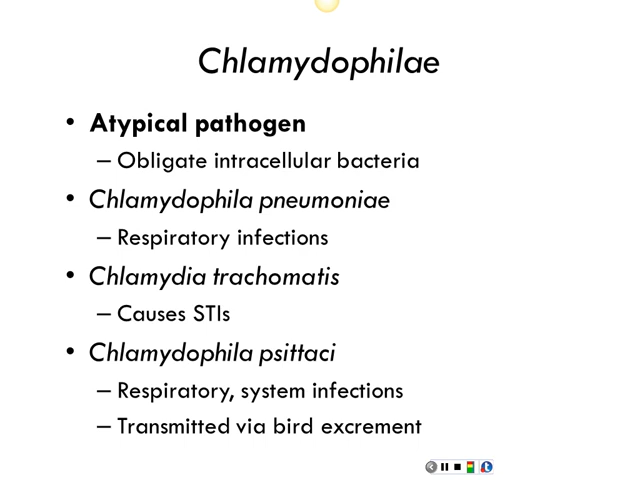 Chlamydophilae
• Atypical pathogen
– Obligate intracellular bacteria
• Chlamydophila pneumoniae
– Respiratory infections
• Chlamydia trachomatis
– Causes STIs
• Chlamydophila psittaci
– Respiratory, system infections
– Transmitted via bird excrement